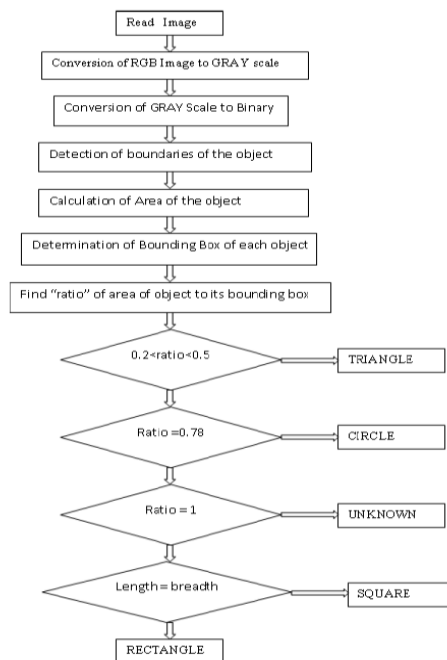 Read Image
Conversion of RGB Image to GRAY scale
Conversion of GRAY Scale to Binary
Detection of boundaries of the object
Calculation of Area of the object
Determination of Bounding Box of each object
Find “ratio” of area of object to its bounding box
0.2<ratio<0.5
TRIANGLE
Ratio =0.78
CIRCLE
Ratio = 1
UNKNOWN
Length= breadth
SQUARE
RECTANGLE